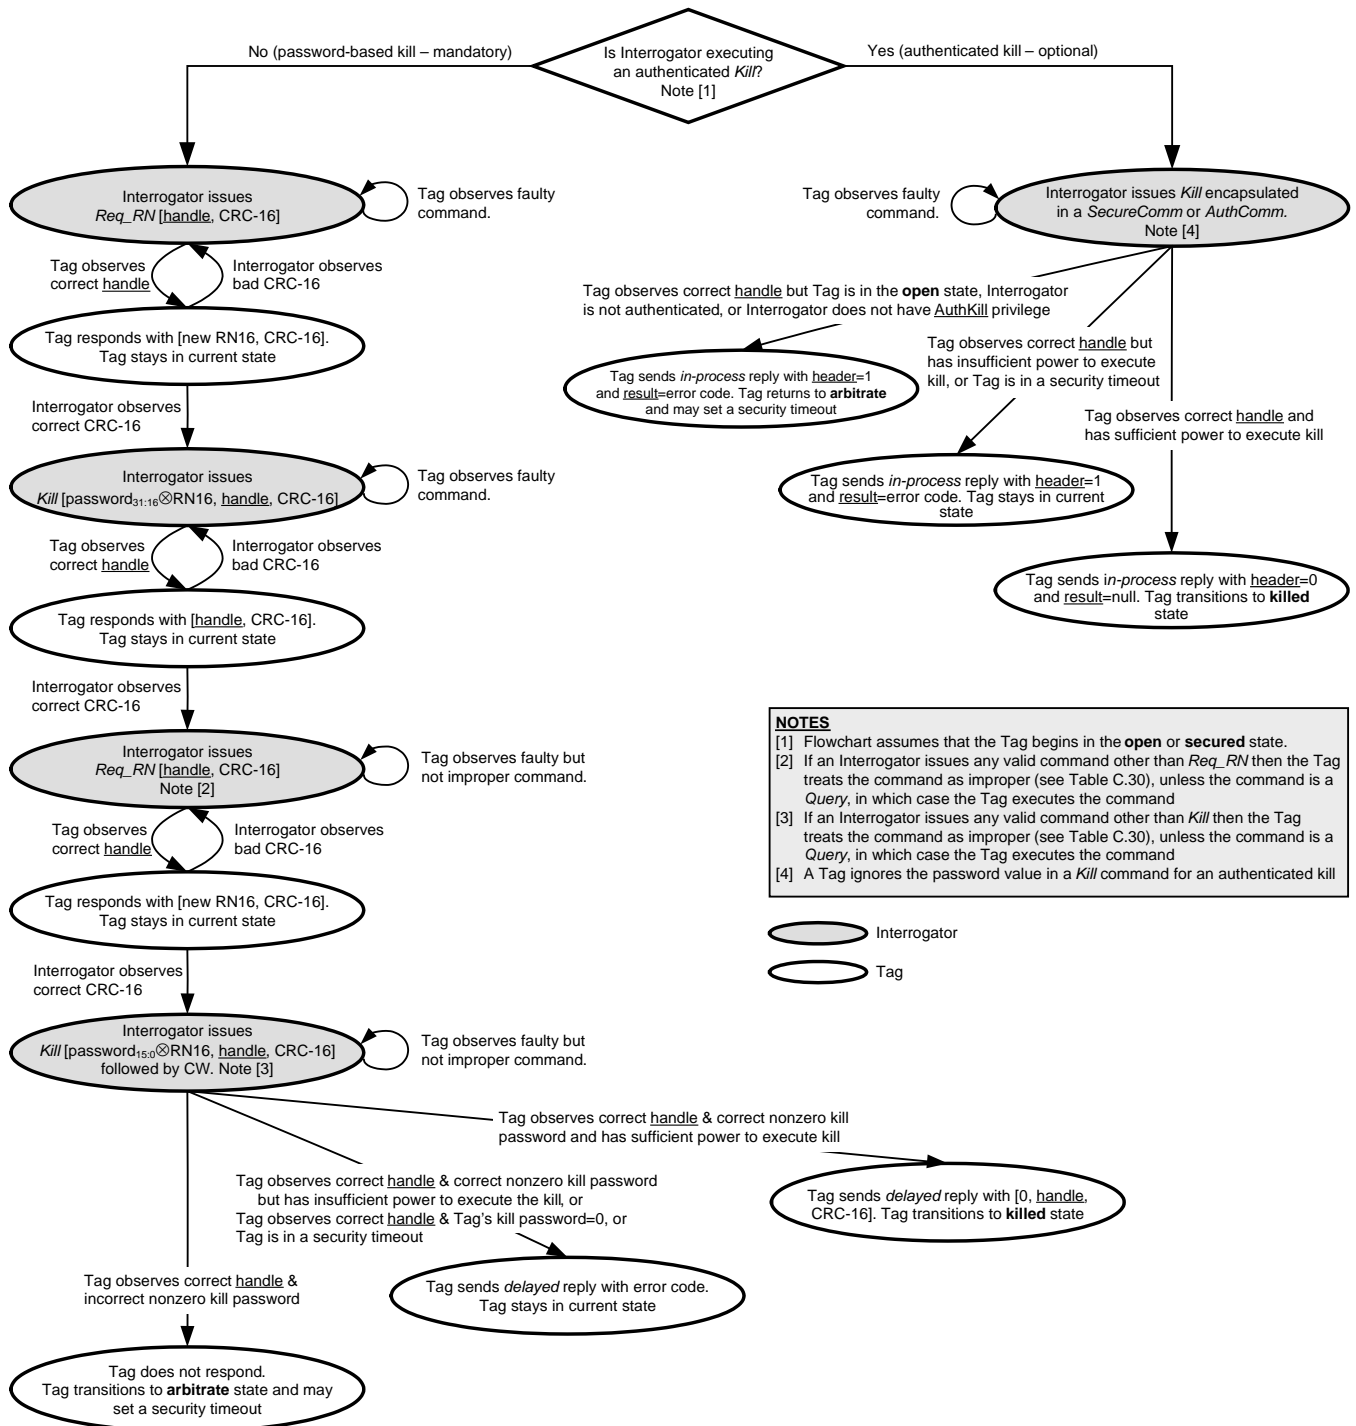 No (password-based kill – mandatory)
Is Interrogator executing
an authenticated Kill?
Note [1]
Yes (authenticated kill – optional)
Interrogator issues
Req_RN [handle, CRC-16]
Tag observes faulty
command.
Tag observes
correct handle
Interrogator observes
bad CRC-16
Tag responds with [new RN16, CRC-16].
Tag stays in current state
Interrogator observes
correct CRC-16
Interrogator issues
Kill [password31:16⊗RN16, handle, CRC-16]
Tag observes faulty
command.
Tag observes
correct handle
Interrogator observes
bad CRC-16
Tag responds with [handle, CRC-16].
Tag stays in current state
Interrogator observes
correct CRC-16
Interrogator issues
Req_RN [handle, CRC-16]
Note [2]
Tag observes faulty but
not improper command.
Tag observes
correct handle
Interrogator observes
bad CRC-16
Tag responds with [new RN16, CRC-16].
Tag stays in current state
Interrogator observes
correct CRC-16
Interrogator issues
Kill [password15:0⊗RN16, handle, CRC-16]
followed by CW. Note [3]
Tag observes faulty but
not improper command.
Tag observes correct handle & correct nonzero kill
password and has sufficient power to execute kill
Tag sends delayed reply with [0, handle,
CRC-16]. Tag transitions to killed state
Tag observes correct handle & correct nonzero kill password
but has insufficient power to execute the kill, or
Tag observes correct handle & Tag's kill password=0, or
Tag is in a security timeout
Tag sends delayed reply with error code.
Tag stays in current state
Tag observes correct handle &
incorrect nonzero kill password
Tag does not respond.
Tag transitions to arbitrate state and may
set a security timeout
Tag observes faulty
command.
Interrogator issues Kill encapsulated
in a SecureComm or AuthComm.
Note [4]
Tag observes correct handle but Tag is in the open state, Interrogator
is not authenticated, or Interrogator does not have AuthKill privilege
Tag sends in-process reply with header=1
and result=error code. Tag returns to arbitrate
and may set a security timeout
Tag observes correct handle but
has insufficient power to execute
kill, or Tag is in a security timeout
Tag sends in-process reply with header=1
and result=error code. Tag stays in current
state
Tag observes correct handle and
has sufficient power to execute kill
Tag sends in-process reply with header=0
and result=null. Tag transitions to killed
state
NOTES
[1] Flowchart assumes that the Tag begins in the open or secured state.
[2] If an Interrogator issues any valid command other than Req_RN then the Tag
treats the command as improper (see Table C.30), unless the command is a
Query, in which case the Tag executes the command
[3] If an Interrogator issues any valid command other than Kill then the Tag
treats the command as improper (see Table C.30), unless the command is a
Query, in which case the Tag executes the command
[4] A Tag ignores the password value in a Kill command for an authenticated kill
Interrogator
Tag